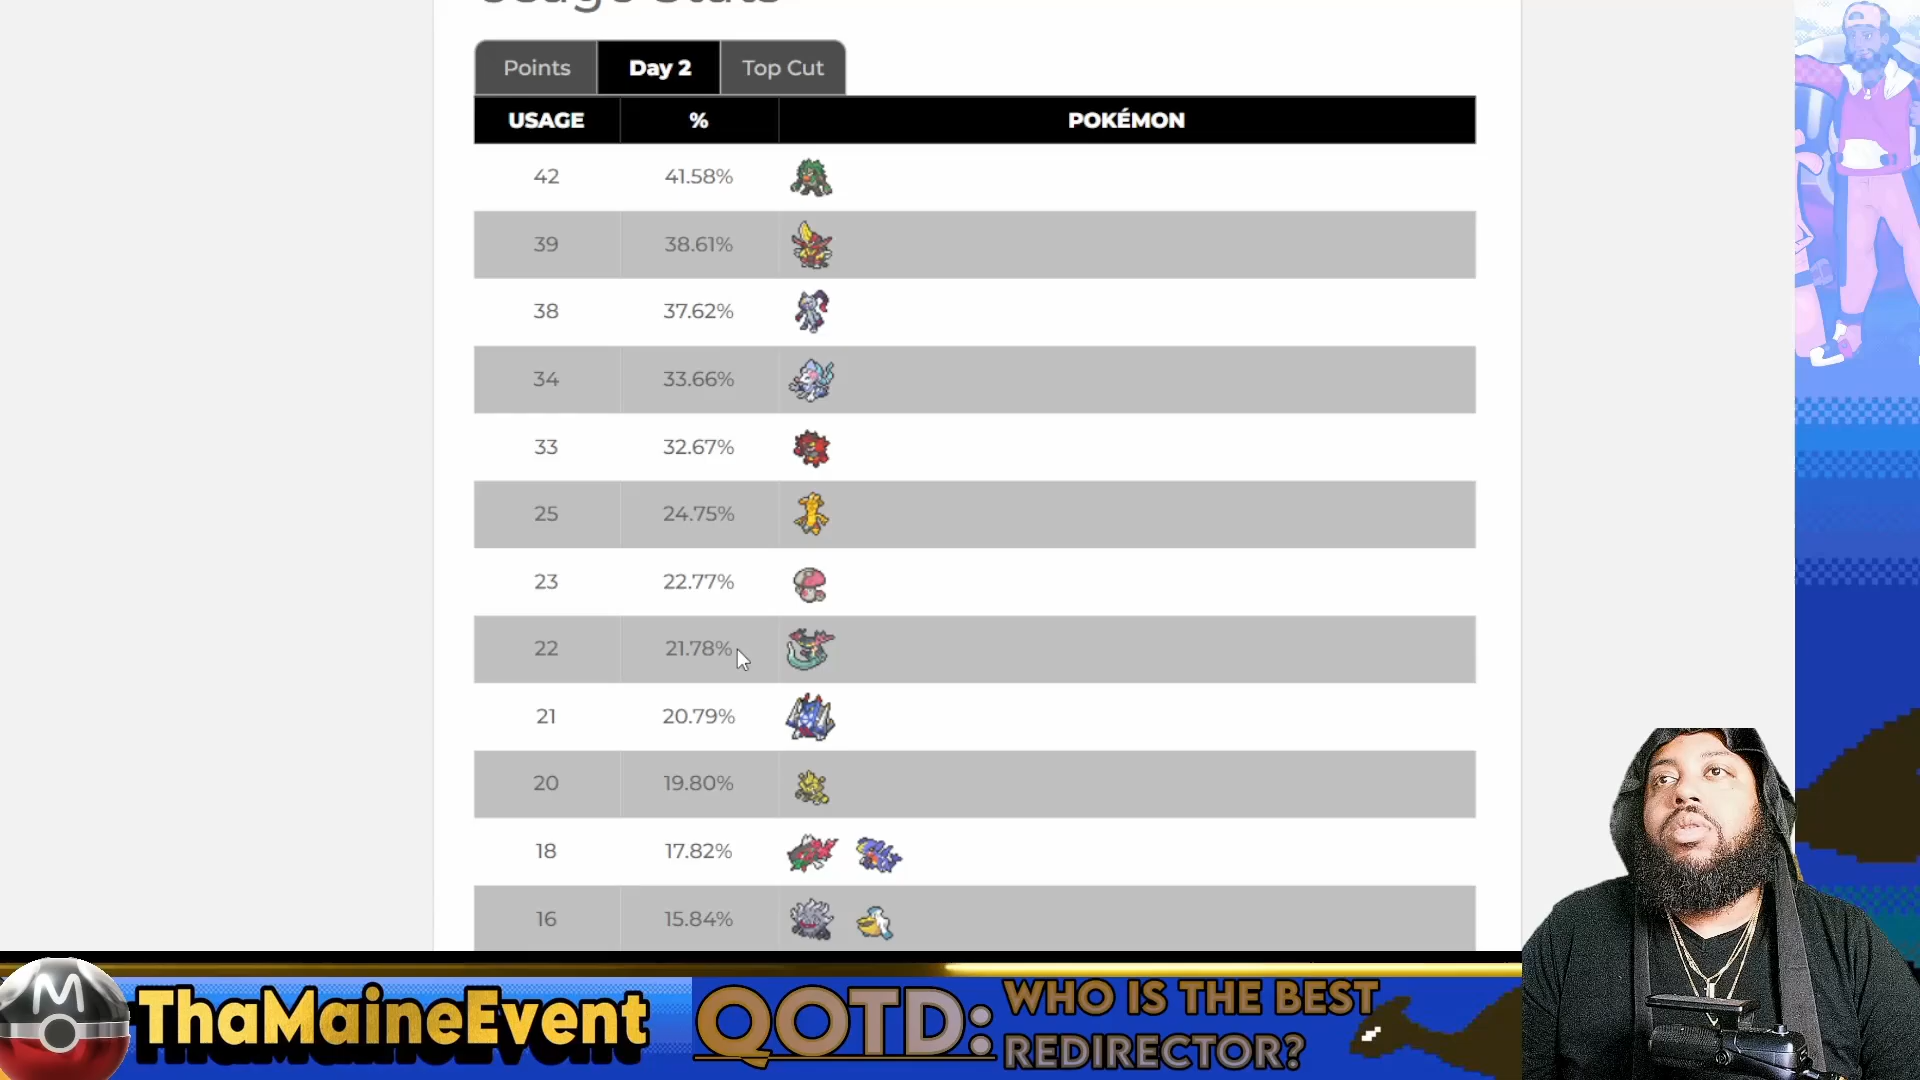 Usage Stats
Points
Day 2
Top Cut
USAGE
%
POKÉMON
42
41.58%
39
38.61%
38
37.62%
34
33.66%
33
32.67%
25
24.75%
23
22.77%
22
21.78%
21
20.79%
20
19.80%
18
17.82%
16
15.84%
M
ThaMaineEvent
QOTD:
WHO IS THE BEST
REDIRECTOR?